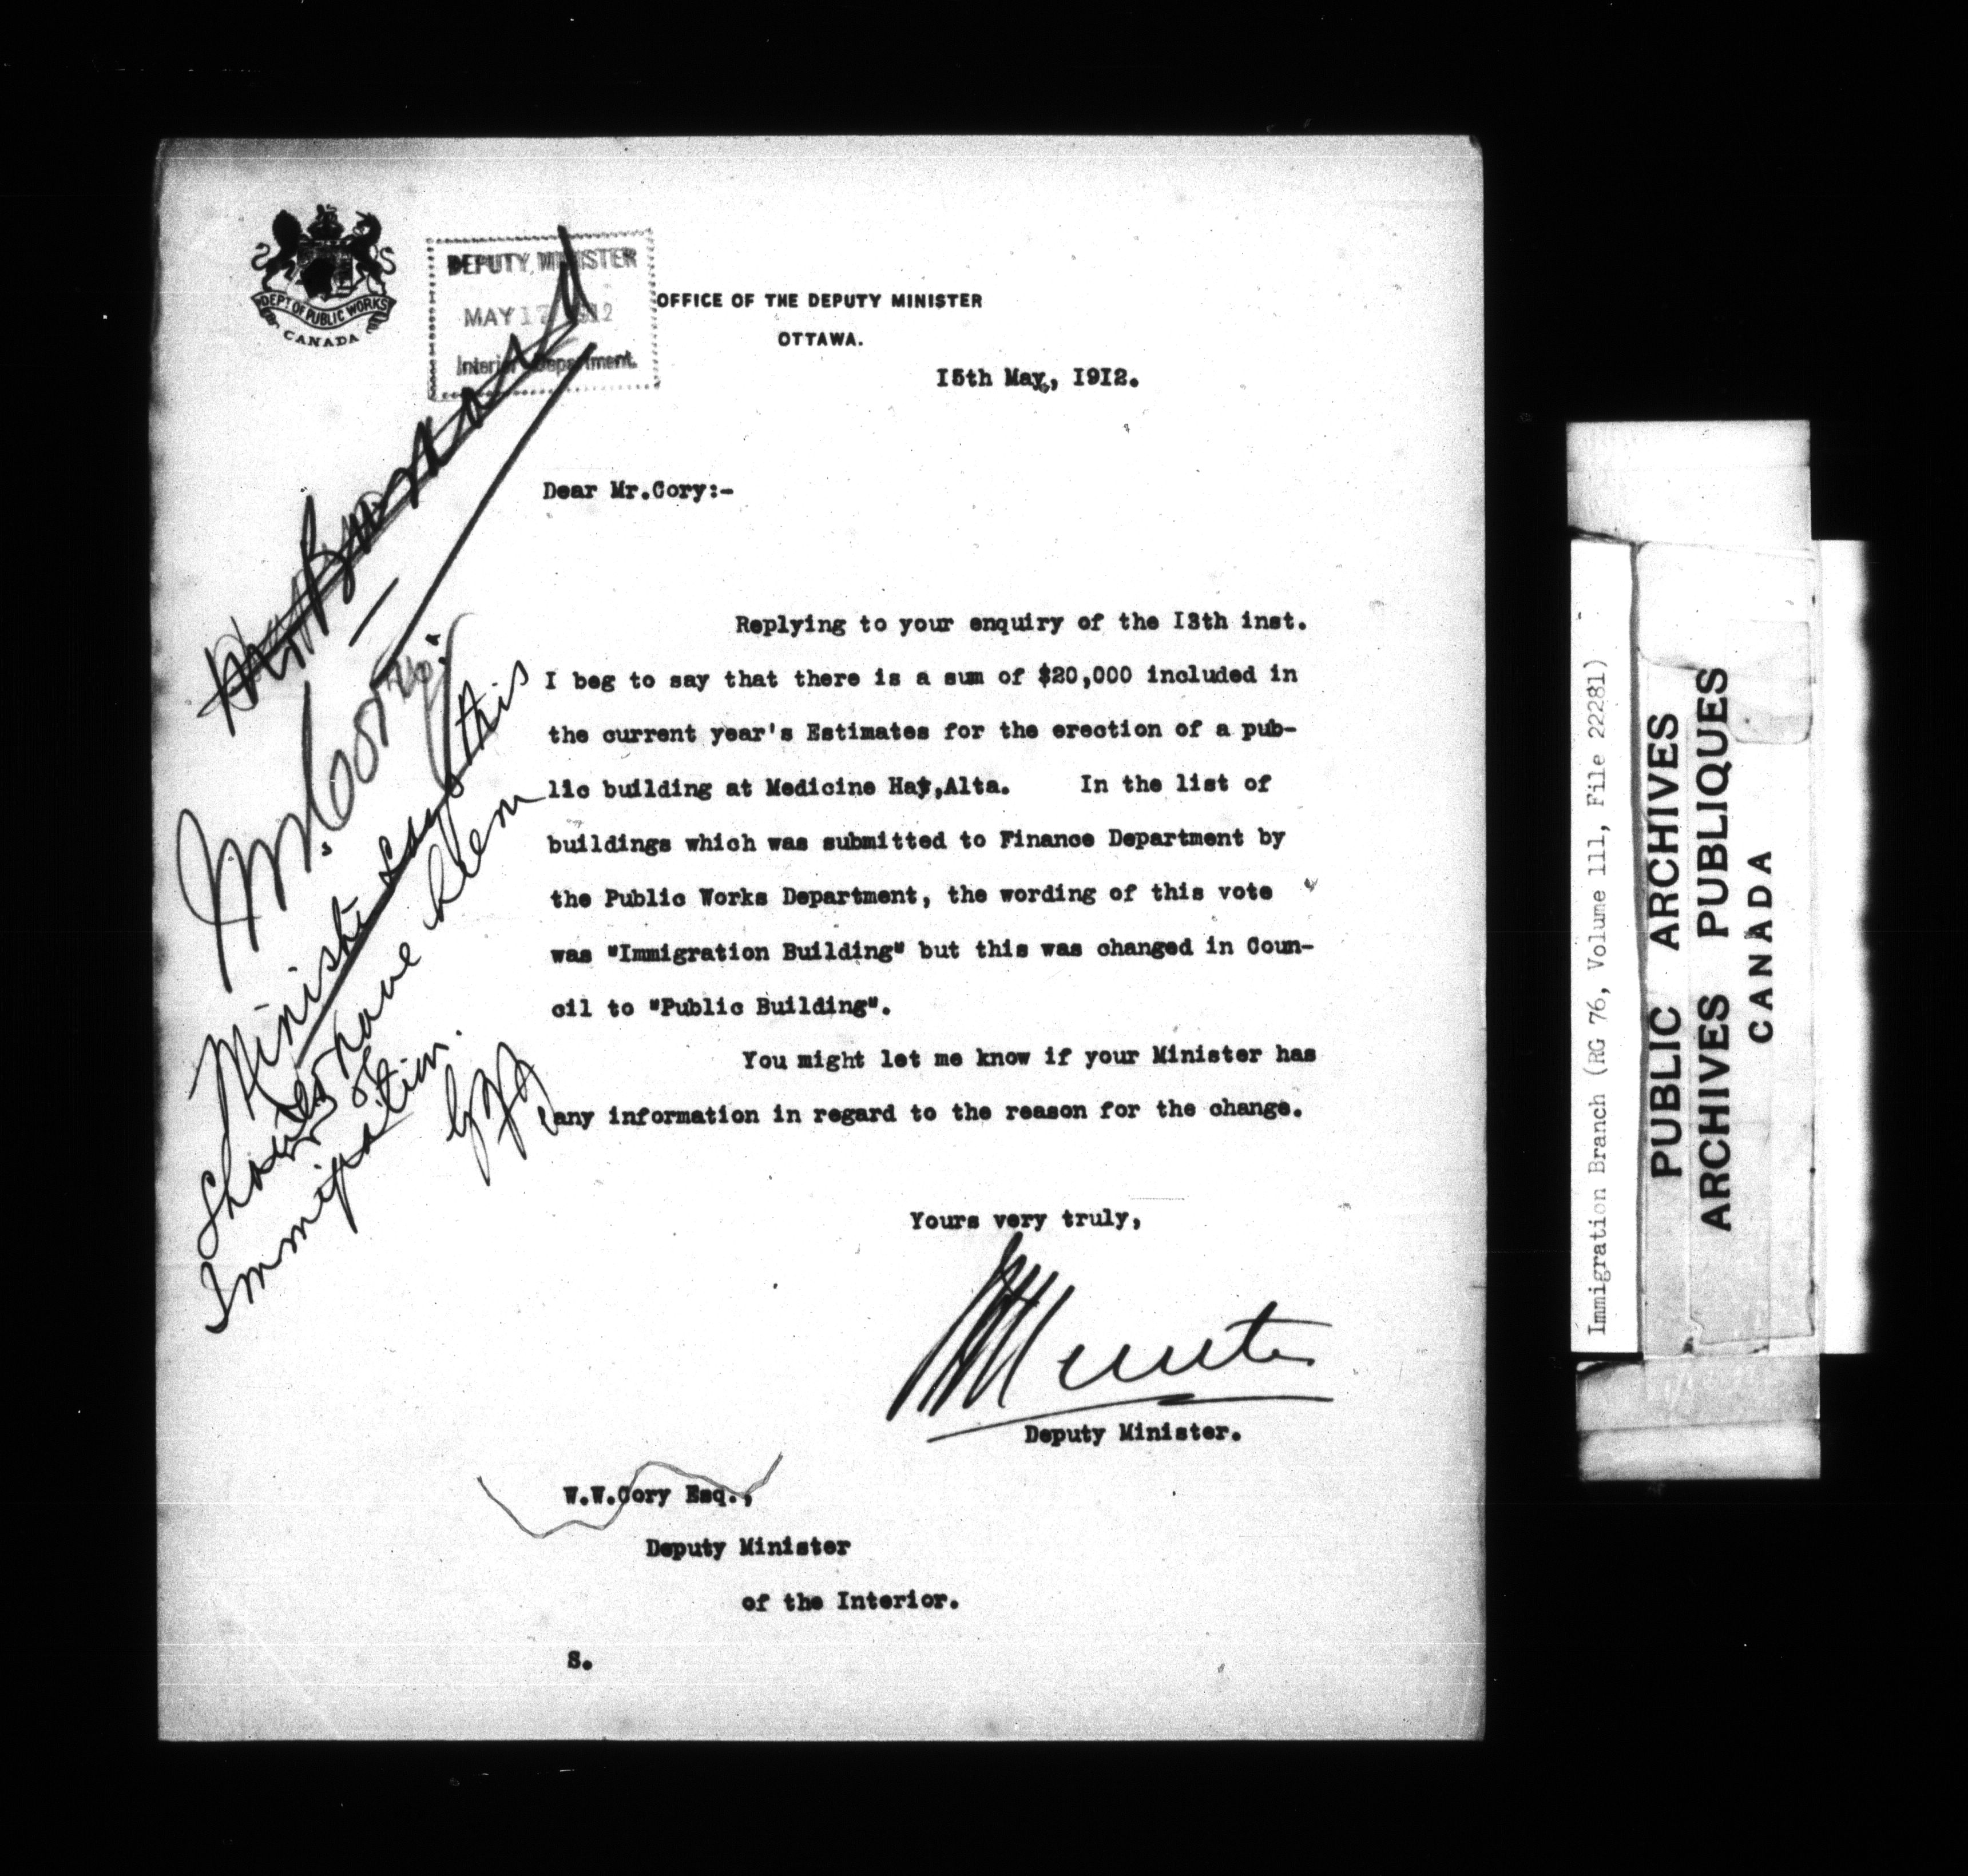 DEPT OF PUBLIC WORKS
CANADA
DEPUTY MINISTER
MAY 17 1912
Interior Department.
OFFICE OF THE DEPUTY MINISTER
OTTAWA.
15th May, 1912.
Dear Mr.Cory:-
Replying to your enquiry of the 13th inst.
I beg to say that there is a sum of $20,000 included in
the current year's Estimates for the erection of a pub-
lic building at Medicine Hat,Alta. In the list of
buildings which was submitted to Finance Department by
the Public Works Department, the wording of this vote
was "Immigration Building" but this was changed in Coun-
cil to "Public Building".
You might let me know if your Minister has
any information in regard to the reason for the change.
Yours very truly,
Hunter
Deputy Minister.
W.W.Cory Esq.,
Deputy Minister
of the Interior.
S.
Mr. Cory.
Minister says this
should have been
Immigration.
Immigration Branch (RG 76, Volume 111, File 22281)
PUBLIC ARCHIVES
ARCHIVES PUBLIQUES
CANADA